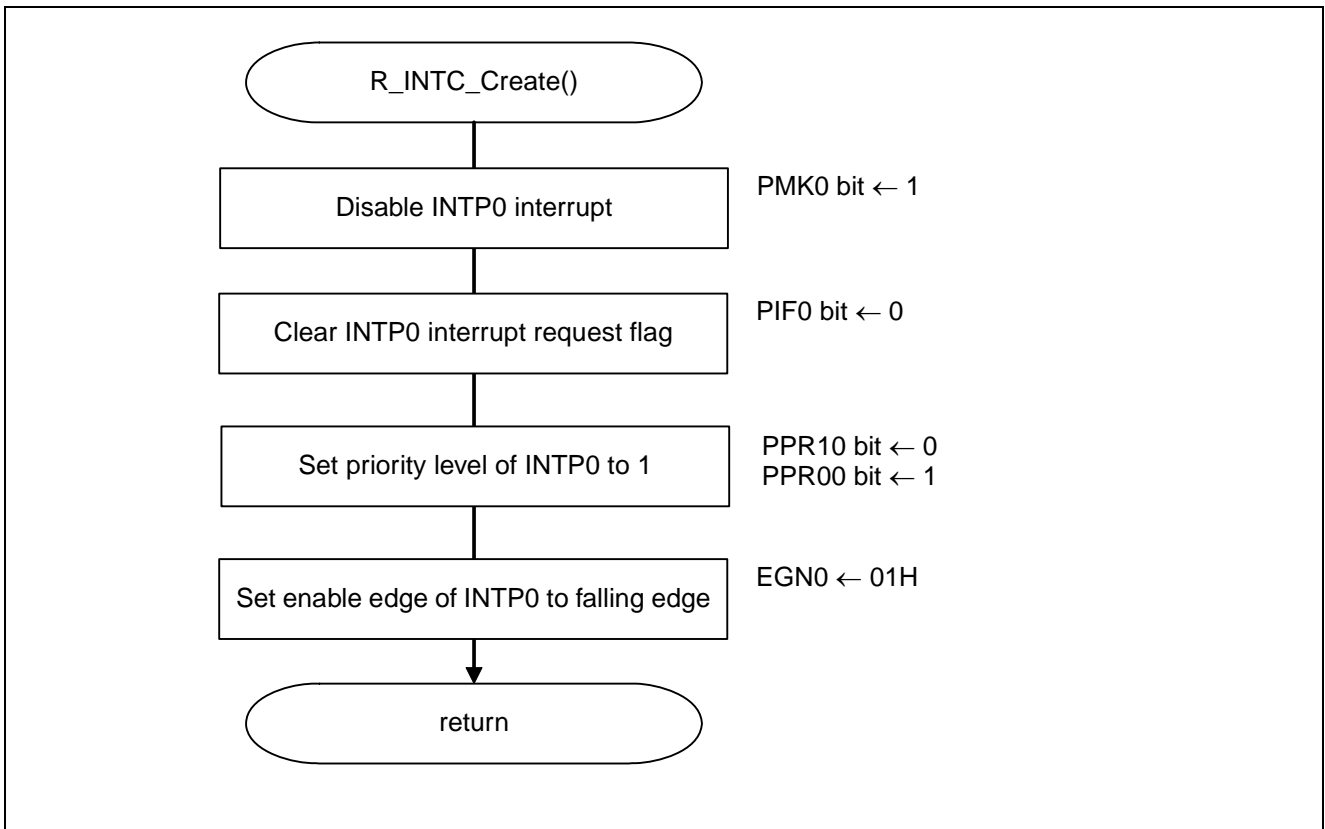 R_INTC_Create()
Disable INTP0 interrupt
PMK0 bit ← 1
Clear INTP0 interrupt request flag
PIF0 bit ← 0
Set priority level of INTP0 to 1
PPR10 bit ← 0
PPR00 bit ← 1
Set enable edge of INTP0 to falling edge
EGN0 ← 01H
return